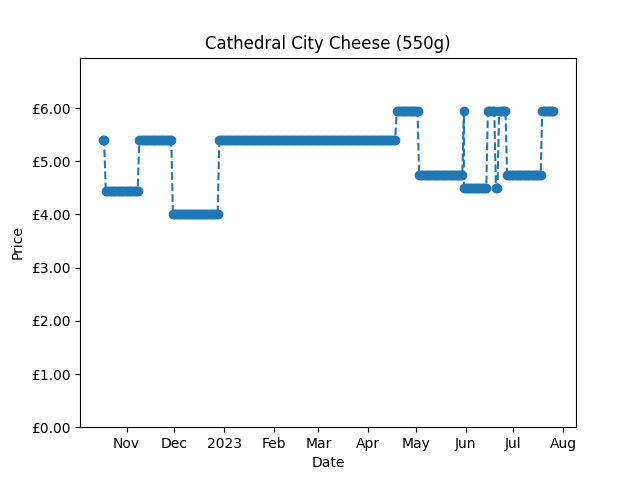 Cathedral City Cheese (550g)
£6.00
£5.00
£4.00
£3.00
£2.00
£1.00
£0.00
Price
Nov Dec 2023 Feb Mar Apr May Jun Jul Aug
Date